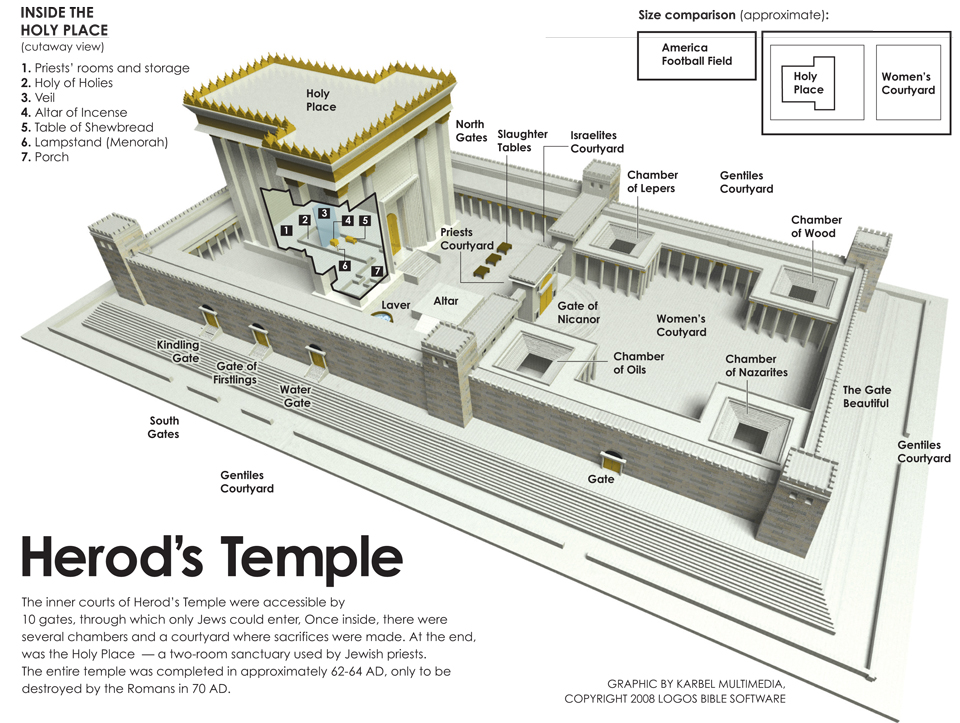 INSIDE THE
HOLY PLACE
(cutaway view)
1. Priests' rooms and storage
2. Holy of Holies
3. Veil
4. Altar of Incense
5. Table of Shewbread
6. Lampstand (Menorah)
7. Porch
Size comparison (approximate):
America
Football Field
Holy
Place
Women's
Courtyard
Holy
Place
North
Gates
Slaughter
Tables
Israelites
Courtyard
Chamber
of Lepers
Gentiles
Courtyard
Chamber
of Wood
Priests
Courtyard
1
2
3
4
5
6
7
Laver
Altar
Gate of
Nicanor
Women's
Coutyard
Kindling
Gate
Gate of
Firstlings
Water
Gate
Chamber
of Oils
Chamber
of Nazarites
The Gate
Beautiful
South
Gates
Gentiles
Courtyard
Gentiles
Courtyard
Gate
Herod's Temple
The inner courts of Herod's Temple were accessible by
10 gates, through which only Jews could enter, Once inside, there were
several chambers and a courtyard where sacrifices were made. At the end,
was the Holy Place — a two-room sanctuary used by Jewish priests.
The entire temple was completed in approximately 62-64 AD, only to be
destroyed by the Romans in 70 AD.
GRAPHIC BY KARBEL MULTIMEDIA,
COPYRIGHT 2008 LOGOS BIBLE SOFTWARE